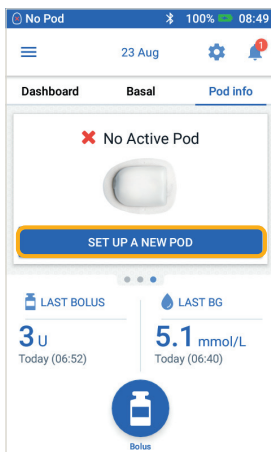 No Pod 100% 08:49
23 Aug 1
Dashboard Basal Pod info
No Active Pod
SET UP A NEW POD
LAST BOLUS LAST BG
3 U 5.1 mmol/L
Today (06:52) Today (06:40)
Bolus